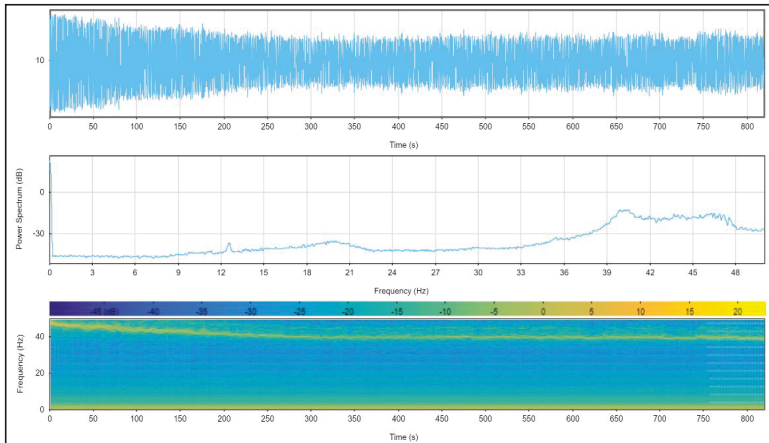 10
0 50 100 150 200 250 300 350 400 450 500 550 600 650 700 750 800
Time (s)
Power Spectrum (dB)
0
-30
0 3 6 9 12 15 18 21 24 27 30 33 36 39 42 45 48
Frequency (Hz)
-45 (dB) -40 -35 -30 -25 -20 -15 -10 -5 0 5 10 15 20
Frequency (Hz)
40
20
0
0 50 100 150 200 250 300 350 400 450 500 550 600 650 700 750 800
Time (s)